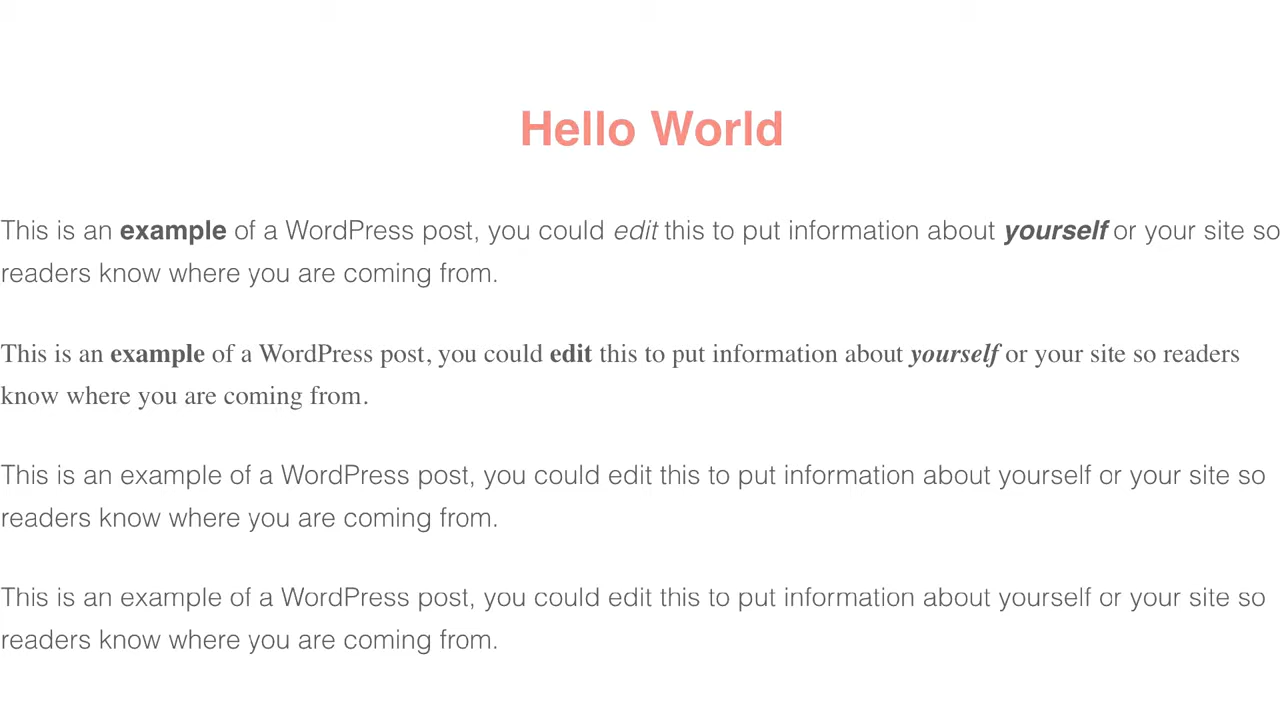 Hello World
This is an example of a WordPress post, you could edit this to put information about yourself or your site so
readers know where you are coming from.
This is an example of a WordPress post, you could edit this to put information about yourself or your site so readers
know where you are coming from.
This is an example of a WordPress post, you could edit this to put information about yourself or your site so
readers know where you are coming from.
This is an example of a WordPress post, you could edit this to put information about yourself or your site so
readers know where you are coming from.